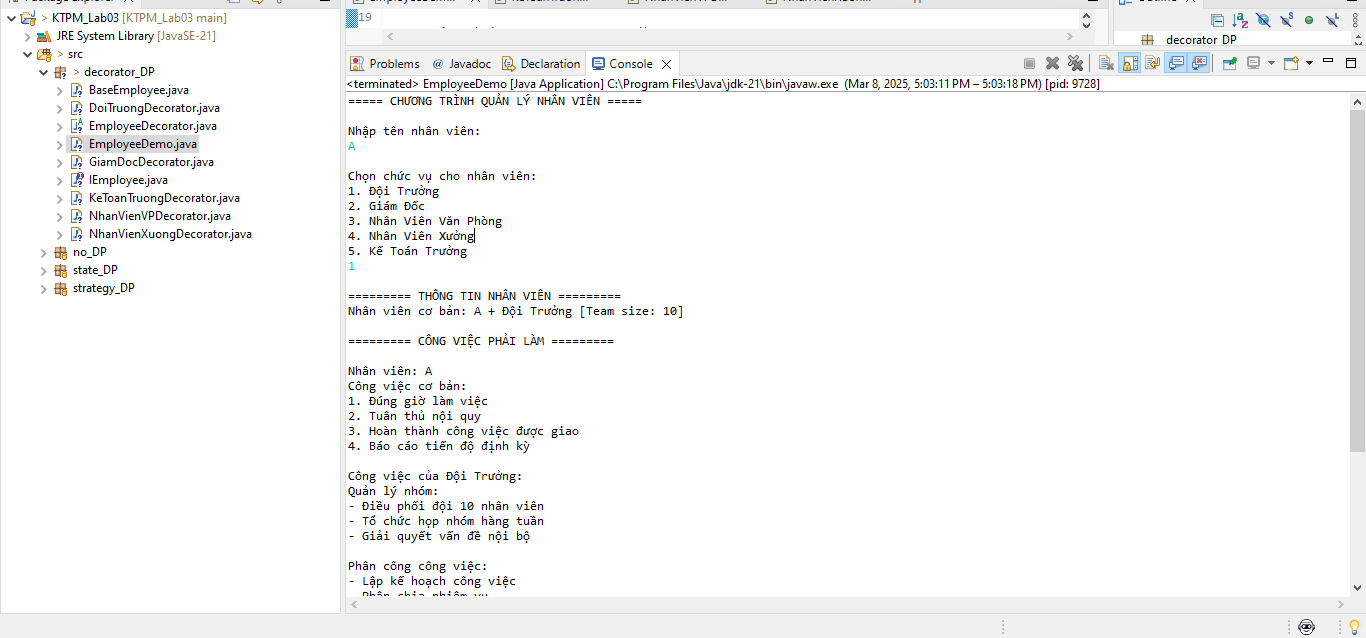 KTPM_Lab03 [KTPM_Lab03 main]
JRE System Library [JavaSE-21]
src
decorator_DP
BaseEmployee.java
DoiTruongDecorator.java
EmployeeDecorator.java
EmployeeDemo.java
GiamDocDecorator.java
IEmployee.java
KeToanTruongDecorator.java
NhanVienVPDecorator.java
NhanVienXuongDecorator.java
no_DP
state_DP
strategy_DP
19
decorator DP
Problems
Javadoc
Declaration
Console
<terminated> EmployeeDemo [Java Application] C:\Program Files\Java\jdk-21\bin\javaw.exe (Mar 8, 2025, 5:03:11 PM – 5:03:18 PM) [pid: 9728]
===== CHƯƠNG TRÌNH QUẢN LÝ NHÂN VIÊN =====
Nhập tên nhân viên:
A
Chọn chức vụ cho nhân viên:
1. Đội Trưởng
2. Giám Đốc
3. Nhân Viên Văn Phòng
4. Nhân Viên Xưởng
5. Kế Toán Trưởng
1
========= THÔNG TIN NHÂN VIÊN =========
Nhân viên cơ bản: A + Đội Trưởng [Team size: 10]
========= CÔNG VIỆC PHẢI LÀM =========
Nhân viên: A
Công việc cơ bản:
1. Đúng giờ làm việc
2. Tuân thủ nội quy
3. Hoàn thành công việc được giao
4. Báo cáo tiến độ định kỳ
Công việc của Đội Trưởng:
Quản lý nhóm:
- Điều phối đội 10 nhân viên
- Tổ chức họp nhóm hàng tuần
- Giải quyết vấn đề nội bộ
Phân công công việc:
- Lập kế hoạch công việc
- Phân chia nhiệm vụ